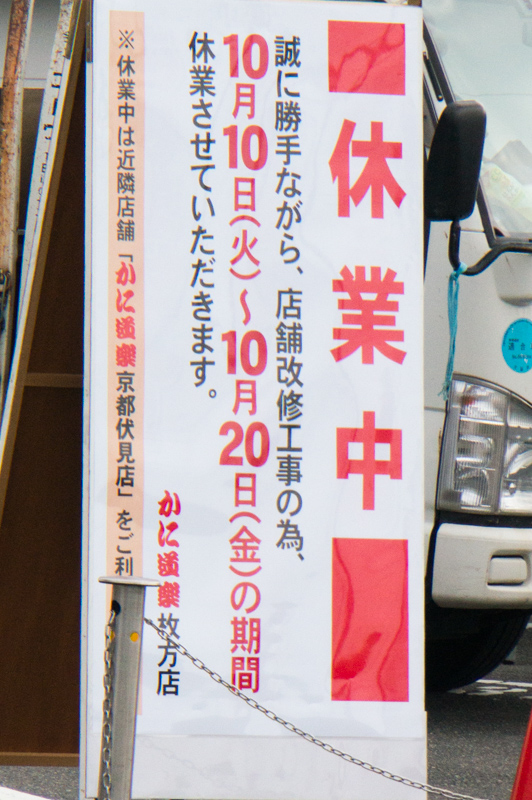 休業中
誠に勝手ながら、店舗改修工事の為、
10月10日(火)〜10月20日(金)の期間
休業させていただきます。
かに道楽 枚方店
※休業中は近隣店舗「かに道楽京都伏見店」をご利